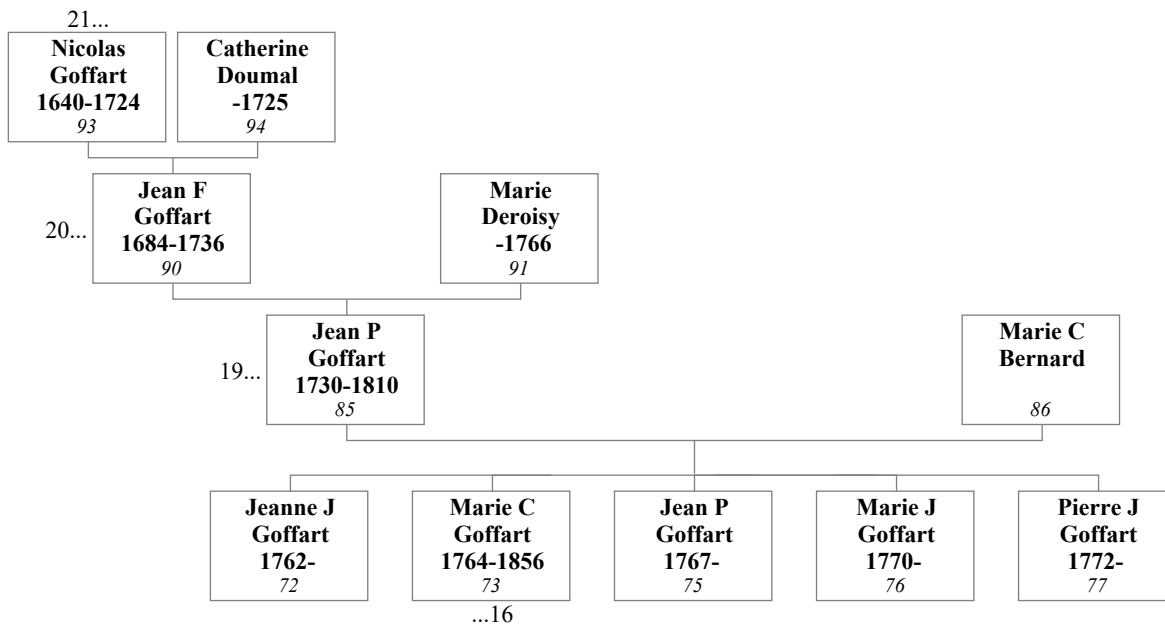 21...
Nicolas
Goffart
1640-1724
93
Catherine
Doumal
-1725
94
20...
Jean F
Goffart
1684-1736
90
Marie
Deroisy
-1766
91
19...
Jean P
Goffart
1730-1810
85
Marie C
Bernard
86
Jeanne J
Goffart
1762-
72
Marie C
Goffart
1764-1856
73
Jean P
Goffart
1767-
75
Marie J
Goffart
1770-
76
Pierre J
Goffart
1772-
77
...16